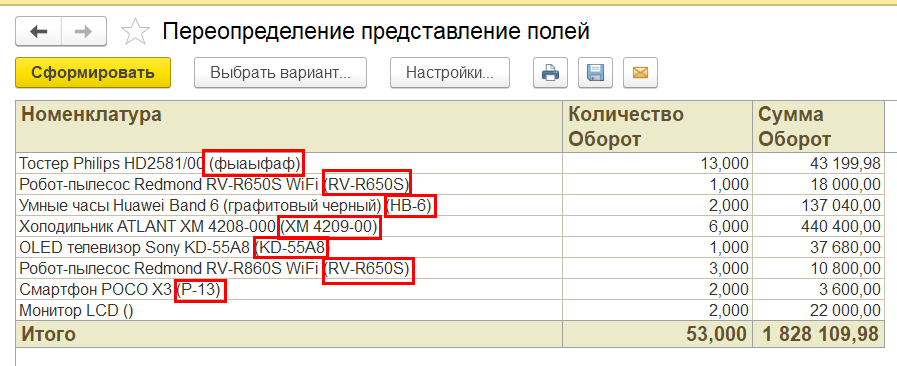 Переопределение представление полей
Сформировать Выбрать вариант... Настройки...
Номенклатура Количество Оборот Сумма Оборот
Тостер Philips HD2581/00 (фыаыфаф) 13,000 43 199,98
Робот-пылесос Redmond RV-R650S WiFi (RV-R650S) 1,000 18 000,00
Умные часы Huawei Band 6 (графитовый черный) (HB-6) 2,000 137 040,00
Холодильник ATLANT ХМ 4208-000 (ХМ 4209-00) 6,000 440 400,00
OLED телевизор Sony KD-55A8 (KD-55A8) 1,000 37 680,00
Робот-пылесос Redmond RV-R860S WiFi (RV-R650S) 3,000 10 800,00
Смартфон POCO X3 (P-13) 2,000 3 600,00
Монитор LCD () 2,000 22 000,00
Итого 53,000 1 828 109,98